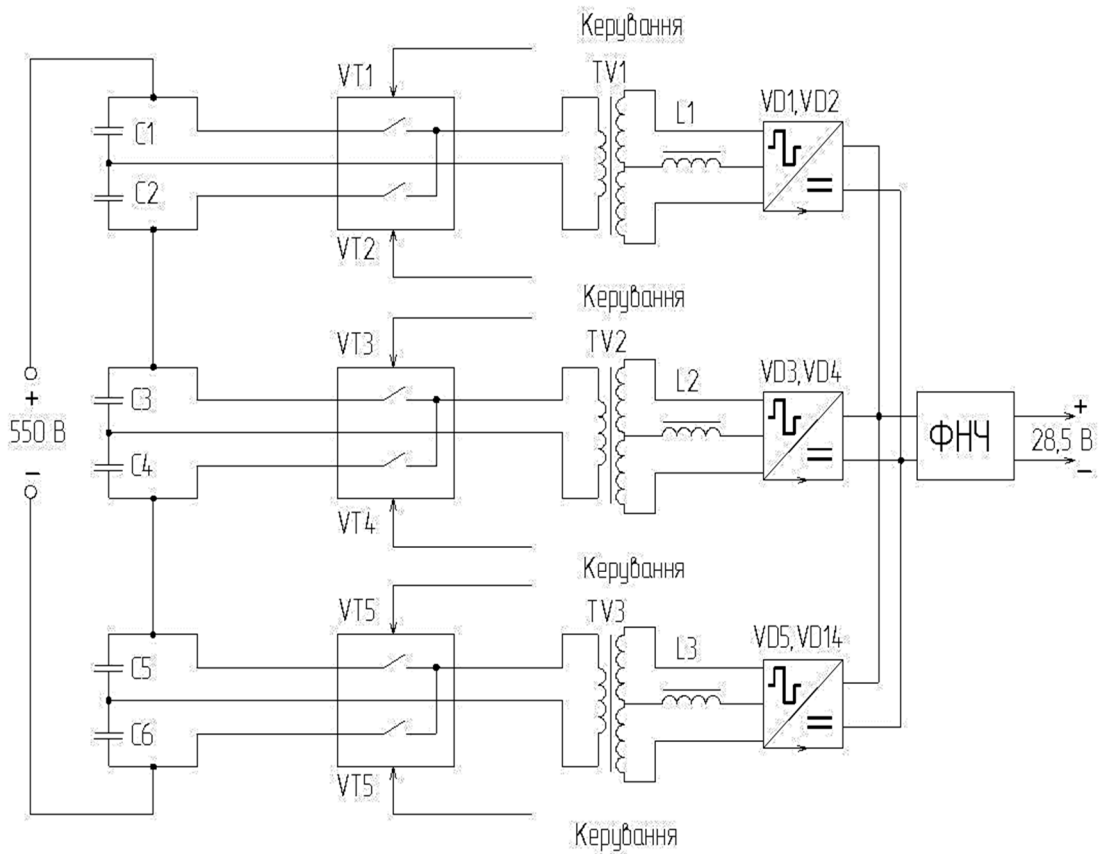 Керування
VT1
TV1
VD1,VD2
L1
C1
C2
VT2
Керування
VT3
TV2
VD3,VD4
L2
C3
+
550 В
−
C4
ФНЧ
+
28,5 В
−
VT4
Керування
VT5
TV3
VD5,VD14
L3
C5
C6
VT5
Керування